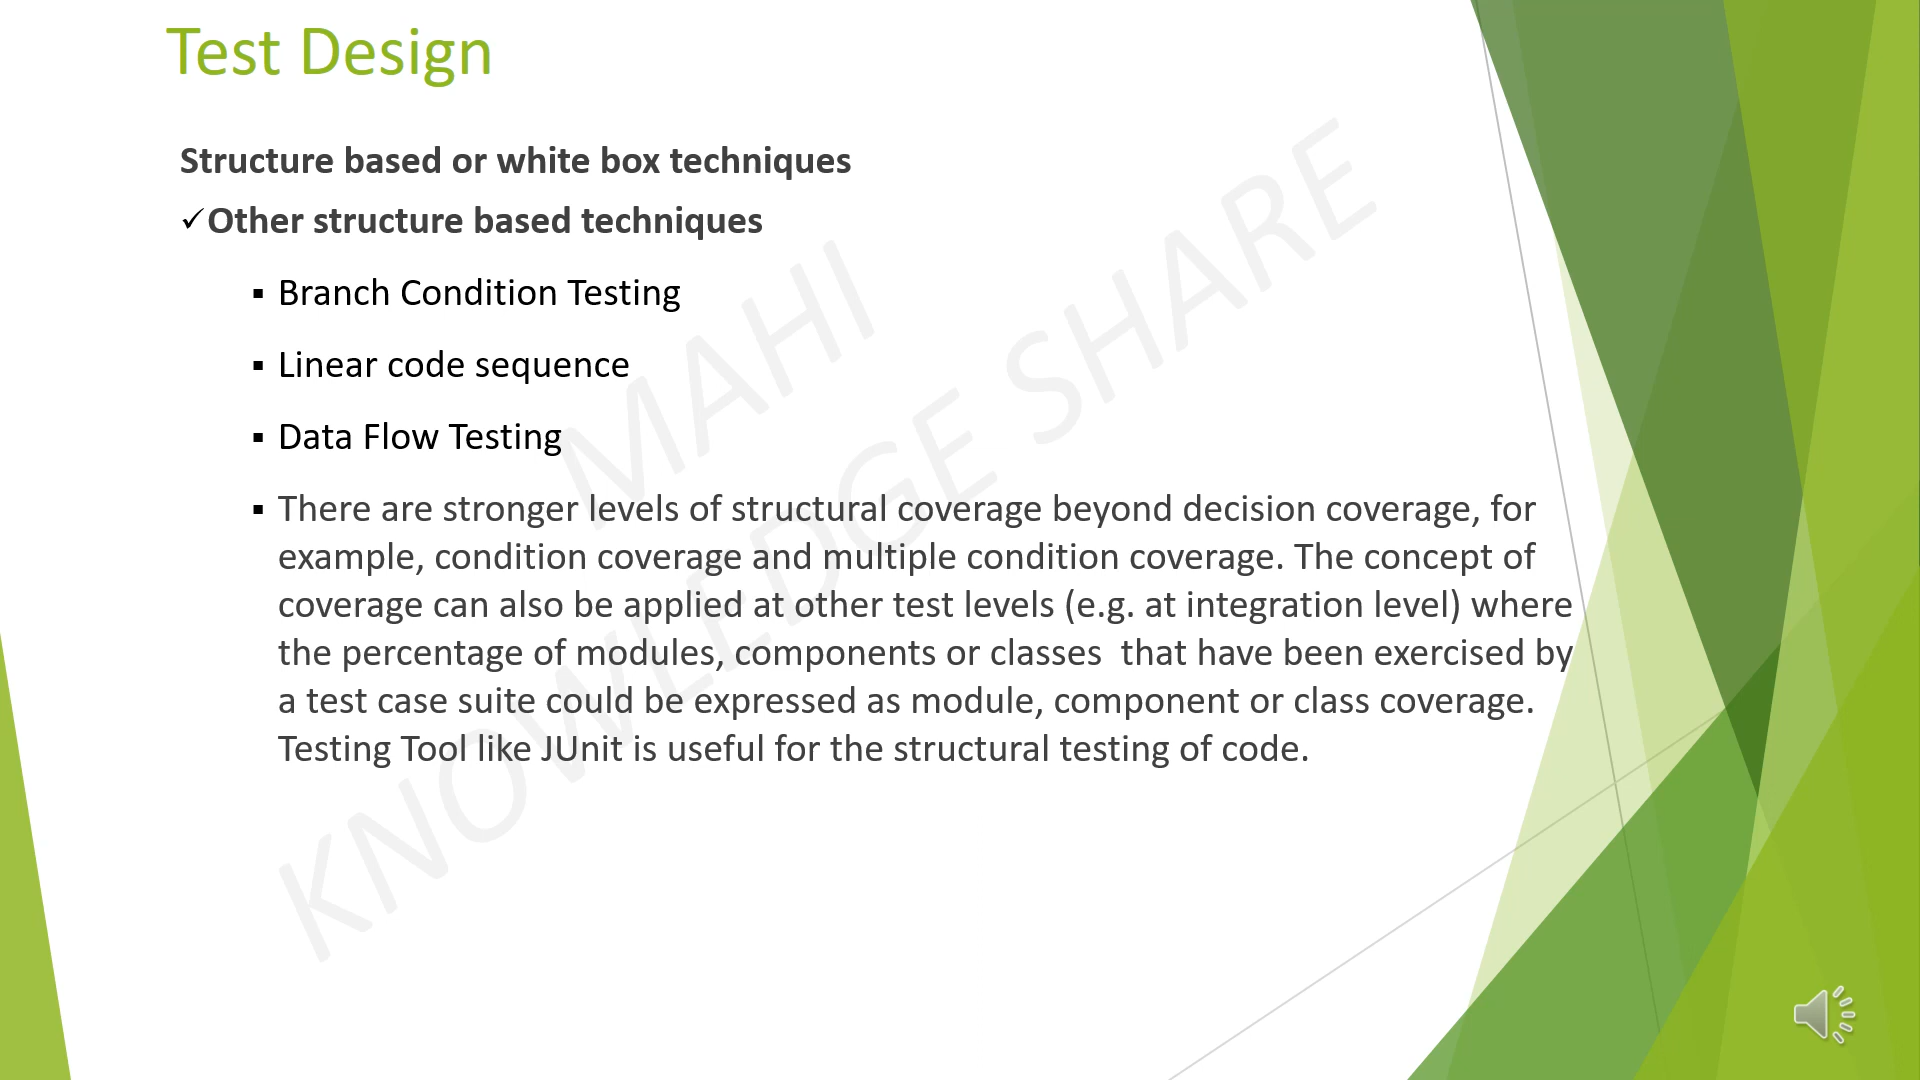 Test Design
Structure based or white box techniques
✓Other structure based techniques
▪ Branch Condition Testing
▪ Linear code sequence
▪ Data Flow Testing
▪ There are stronger levels of structural coverage beyond decision coverage, for
example, condition coverage and multiple condition coverage. The concept of
coverage can also be applied at other test levels (e.g. at integration level) where
the percentage of modules, components or classes  that have been exercised by
a test case suite could be expressed as module, component or class coverage.
Testing Tool like JUnit is useful for the structural testing of code.
MAHI
KNOWLEDGE SHARE